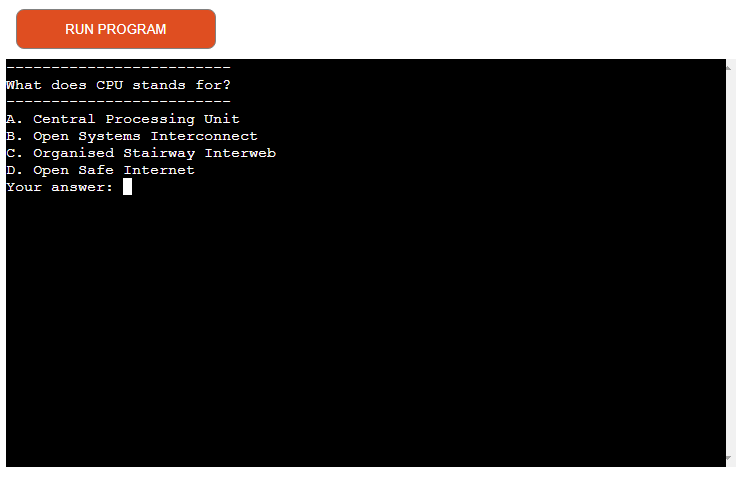 RUN PROGRAM
-------------------------
What does CPU stands for?
-------------------------
A. Central Processing Unit
B. Open Systems Interconnect
C. Organised Stairway Interweb
D. Open Safe Internet
Your answer: